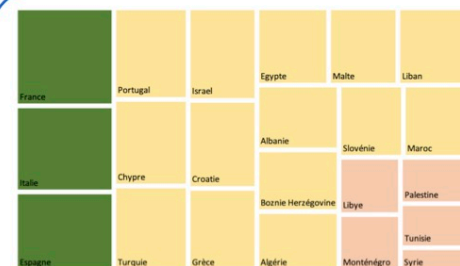 France
Italie
Espagne
Portugal
Chypre
Turquie
Israel
Croatie
Grèce
Egypte
Malte
Liban
Albanie
Slovénie
Maroc
Boznie Herzégovine
Algérie
Libye
Monténégro
Palestine
Tunisie
Syrie